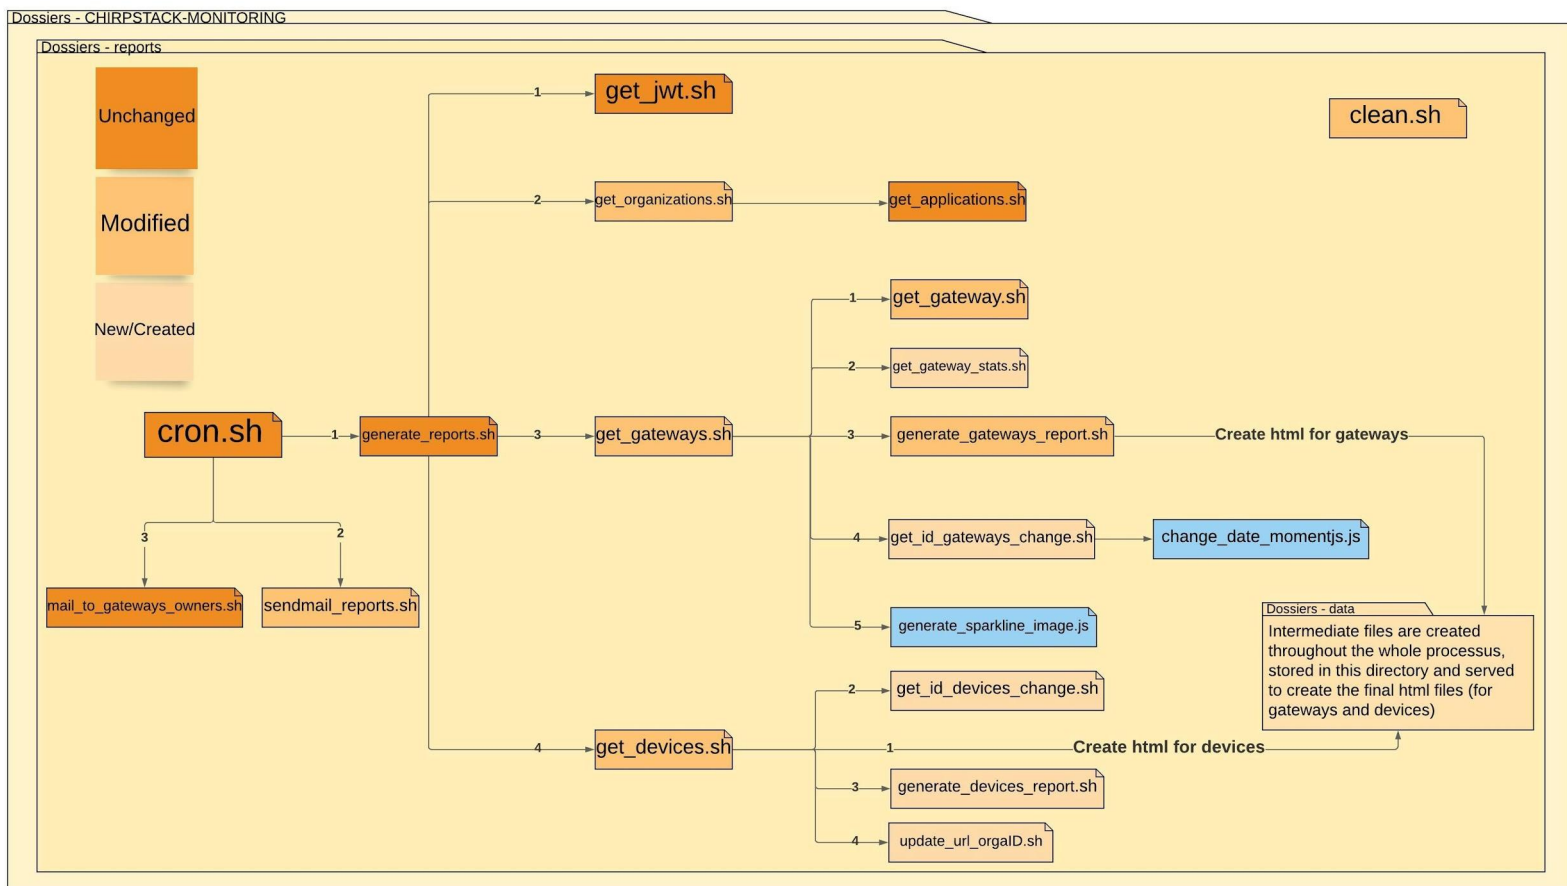 Dossiers - CHIRPSTACK-MONITORING
Dossiers - reports
Unchanged
Modified
New/Created
1
get_jwt.sh
clean.sh
2
get_organizations.sh
get_applications.sh
1
get_gateway.sh
2
get_gateway_stats.sh
cron.sh
1
generate_reports.sh
3
get_gateways.sh
3
generate_gateways_report.sh
Create html for gateways
4
get_id_gateways_change.sh
change_date_momentjs.js
3
2
mail_to_gateways_owners.sh
sendmail_reports.sh
5
generate_sparkline_image.js
Dossiers - data
Intermediate files are created
throughout the whole processus,
stored in this directory and served
to create the final html files (for
gateways and devices)
2
get_id_devices_change.sh
4
get_devices.sh
1
Create html for devices
3
generate_devices_report.sh
4
update_url_orgaID.sh